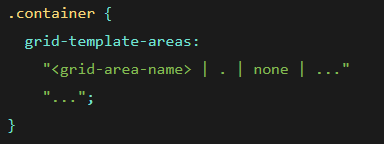 .container {
  grid-template-areas:
    "<grid-area-name> | . | none | ..."
    "...";
}